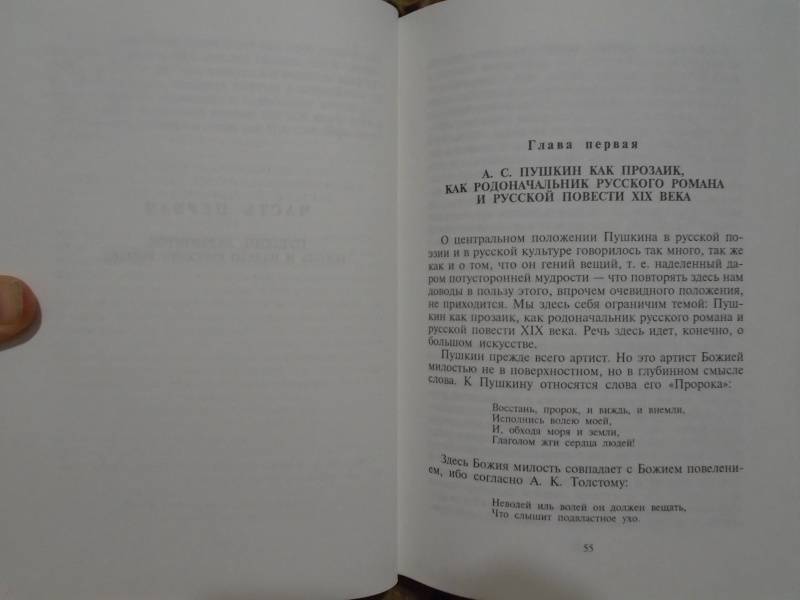 Глава первая
А. С. ПУШКИН КАК ПРОЗАИК,
КАК РОДОНАЧАЛЬНИК РУССКОГО РОМАНА
И РУССКОЙ ПОВЕСТИ XIX ВЕКА
О центральном положении Пушкина в русской по-
эзии и в русской культуре говорилось так много, так же
как и о том, что он гений вещий, т. е. наделенный да-
ром потусторонней мудрости — что повторять здесь нам
доводы в пользу этого, впрочем очевидного положения,
не приходится. Мы здесь себя ограничим темой: Пуш-
кин как прозаик, как родоначальник русского романа и
русской повести XIX века. Речь здесь идет, конечно, о
большом искусстве.
Пушкин прежде всего артист. Но это артист Божией
милостью не в поверхностном, но в глубинном смысле
слова. К Пушкину относятся слова его «Пророка»:
Восстань, пророк, и виждь, и внемли,
Исполнись волею моей,
И, обходя моря и земли,
Глаголом жги сердца людей!
Здесь Божия милость совпадает с Божием повелени-
ем, ибо согласно А. К. Толстому:
Неволей иль волей он должен вещать,
Что слышит подвластное ухо.
55